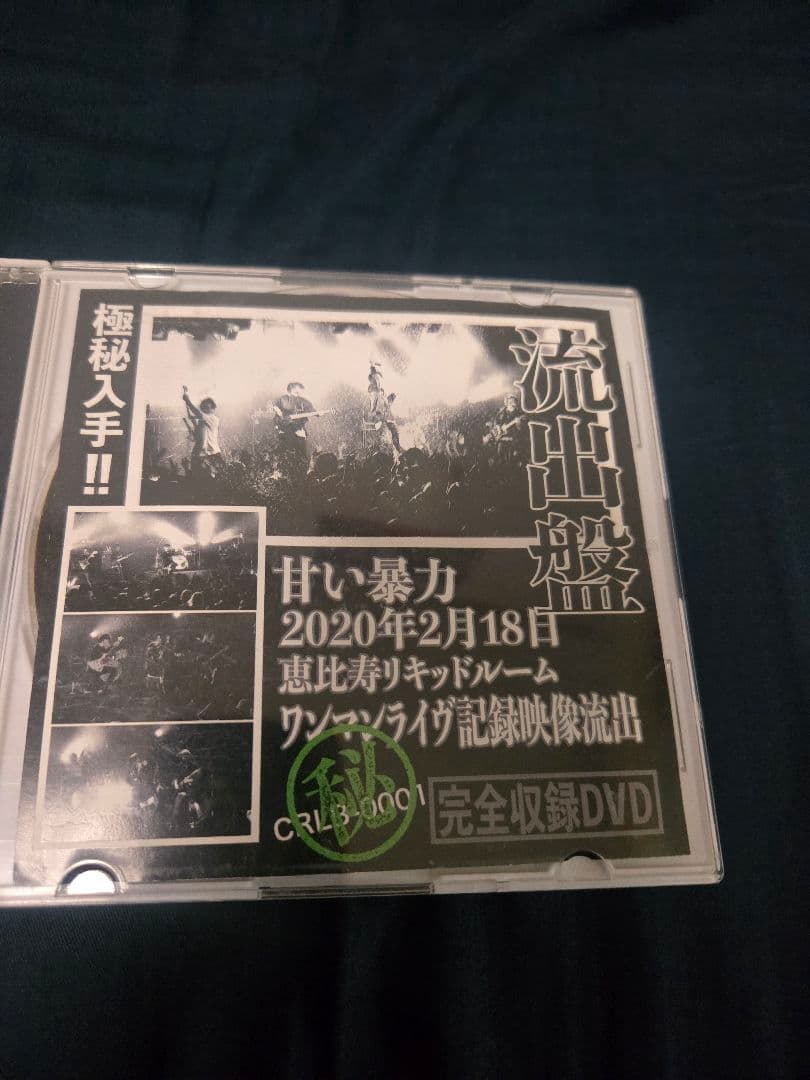 極秘入手!!
流出盤
甘い暴力
2020年2月18日
恵比寿リキッドルーム
ワンマンライヴ記録映像流出
秘
CRLB-0001
完全収録DVD